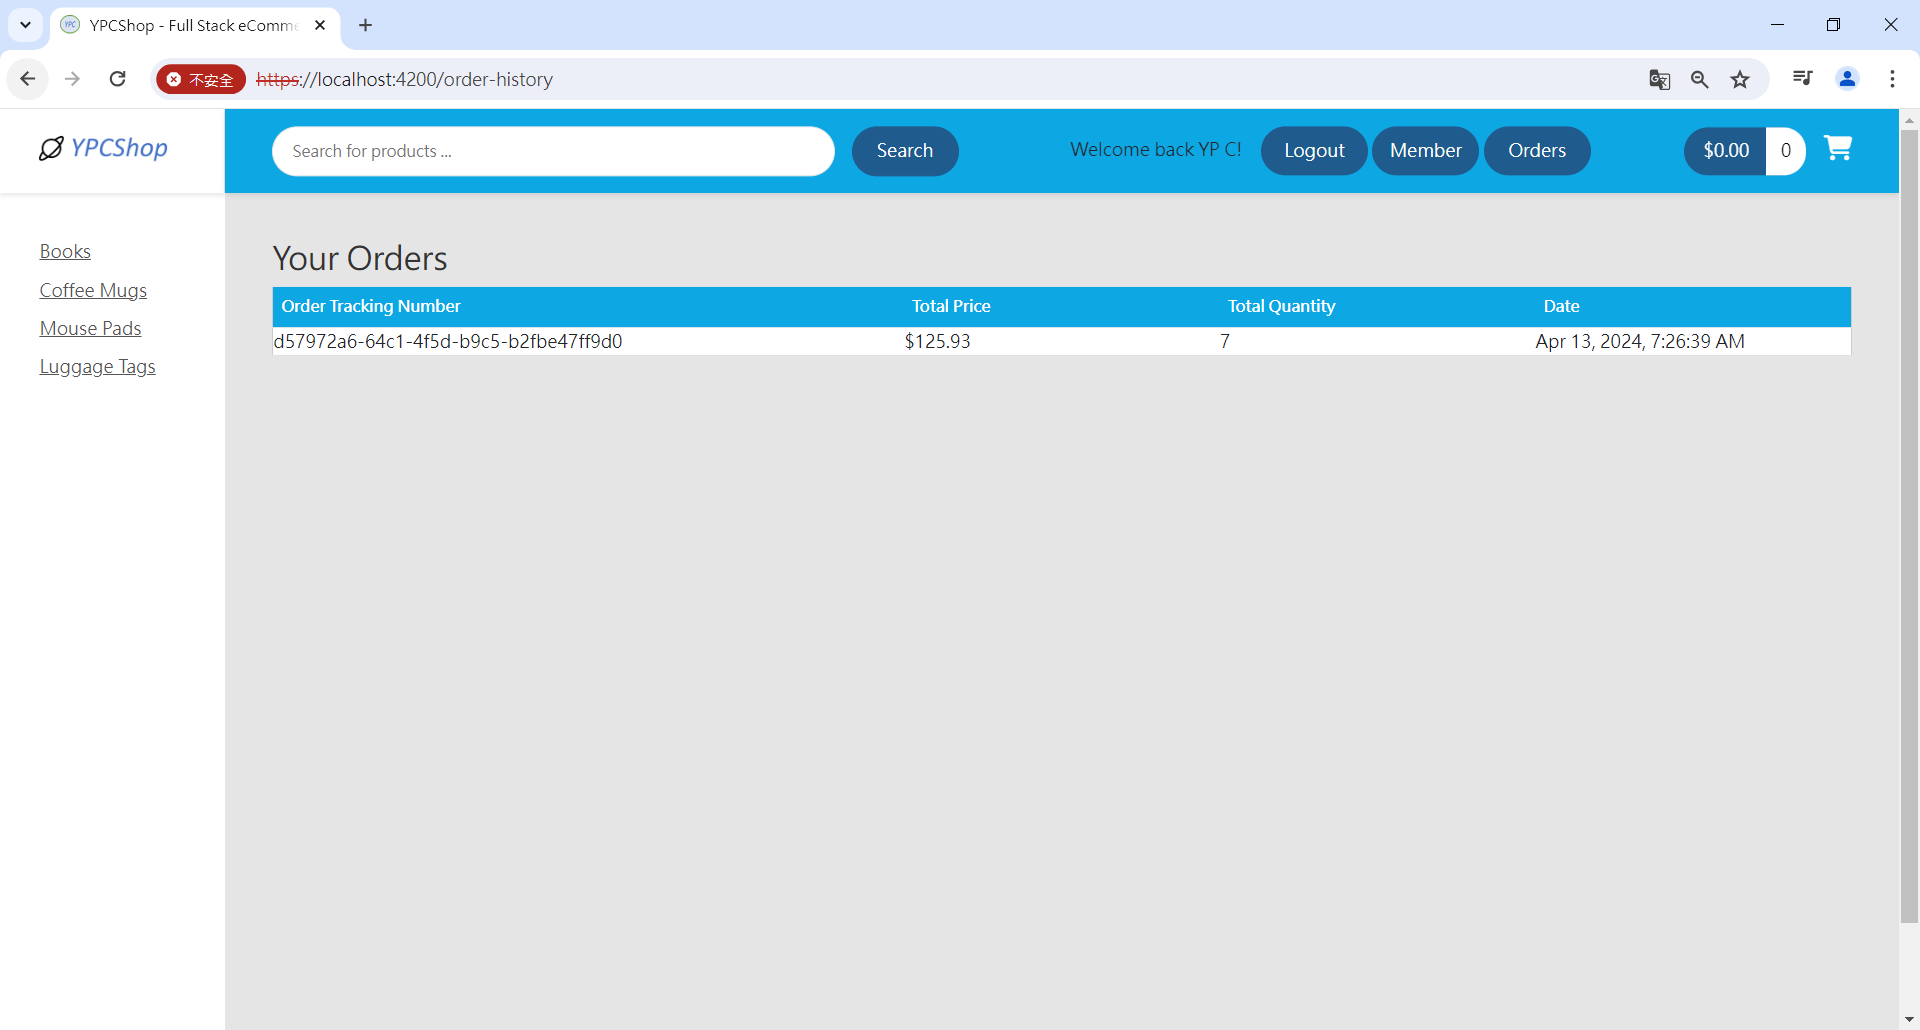 YPCShop - Full Stack eComme
不安全 https://localhost:4200/order-history
YPCShop
Search for products ... Search Welcome back YP C! Logout Member Orders $0.00 0
Books
Coffee Mugs
Mouse Pads
Luggage Tags
Your Orders
Order Tracking Number Total Price Total Quantity Date
d57972a6-64c1-4f5d-b9c5-b2fbe47ff9d0 $125.93 7 Apr 13, 2024, 7:26:39 AM